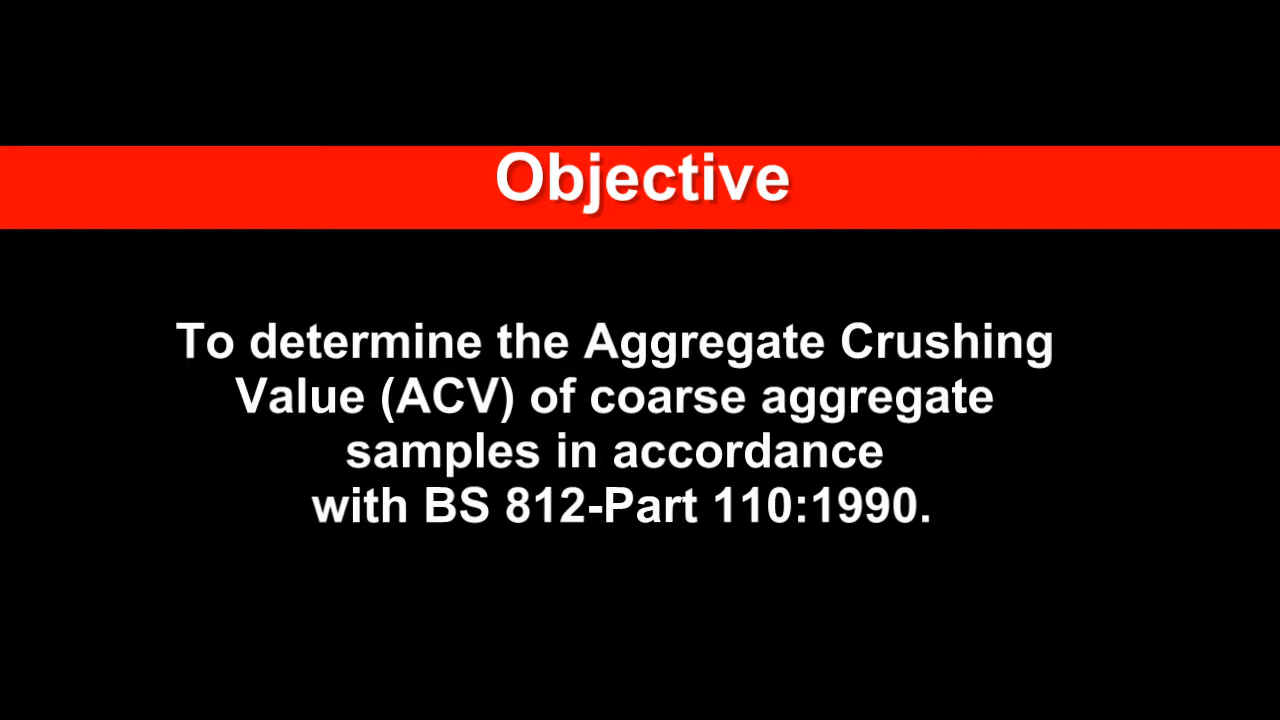 Objective
To determine the Aggregate Crushing
Value (ACV) of coarse aggregate
samples in accordance
with BS 812-Part 110:1990.